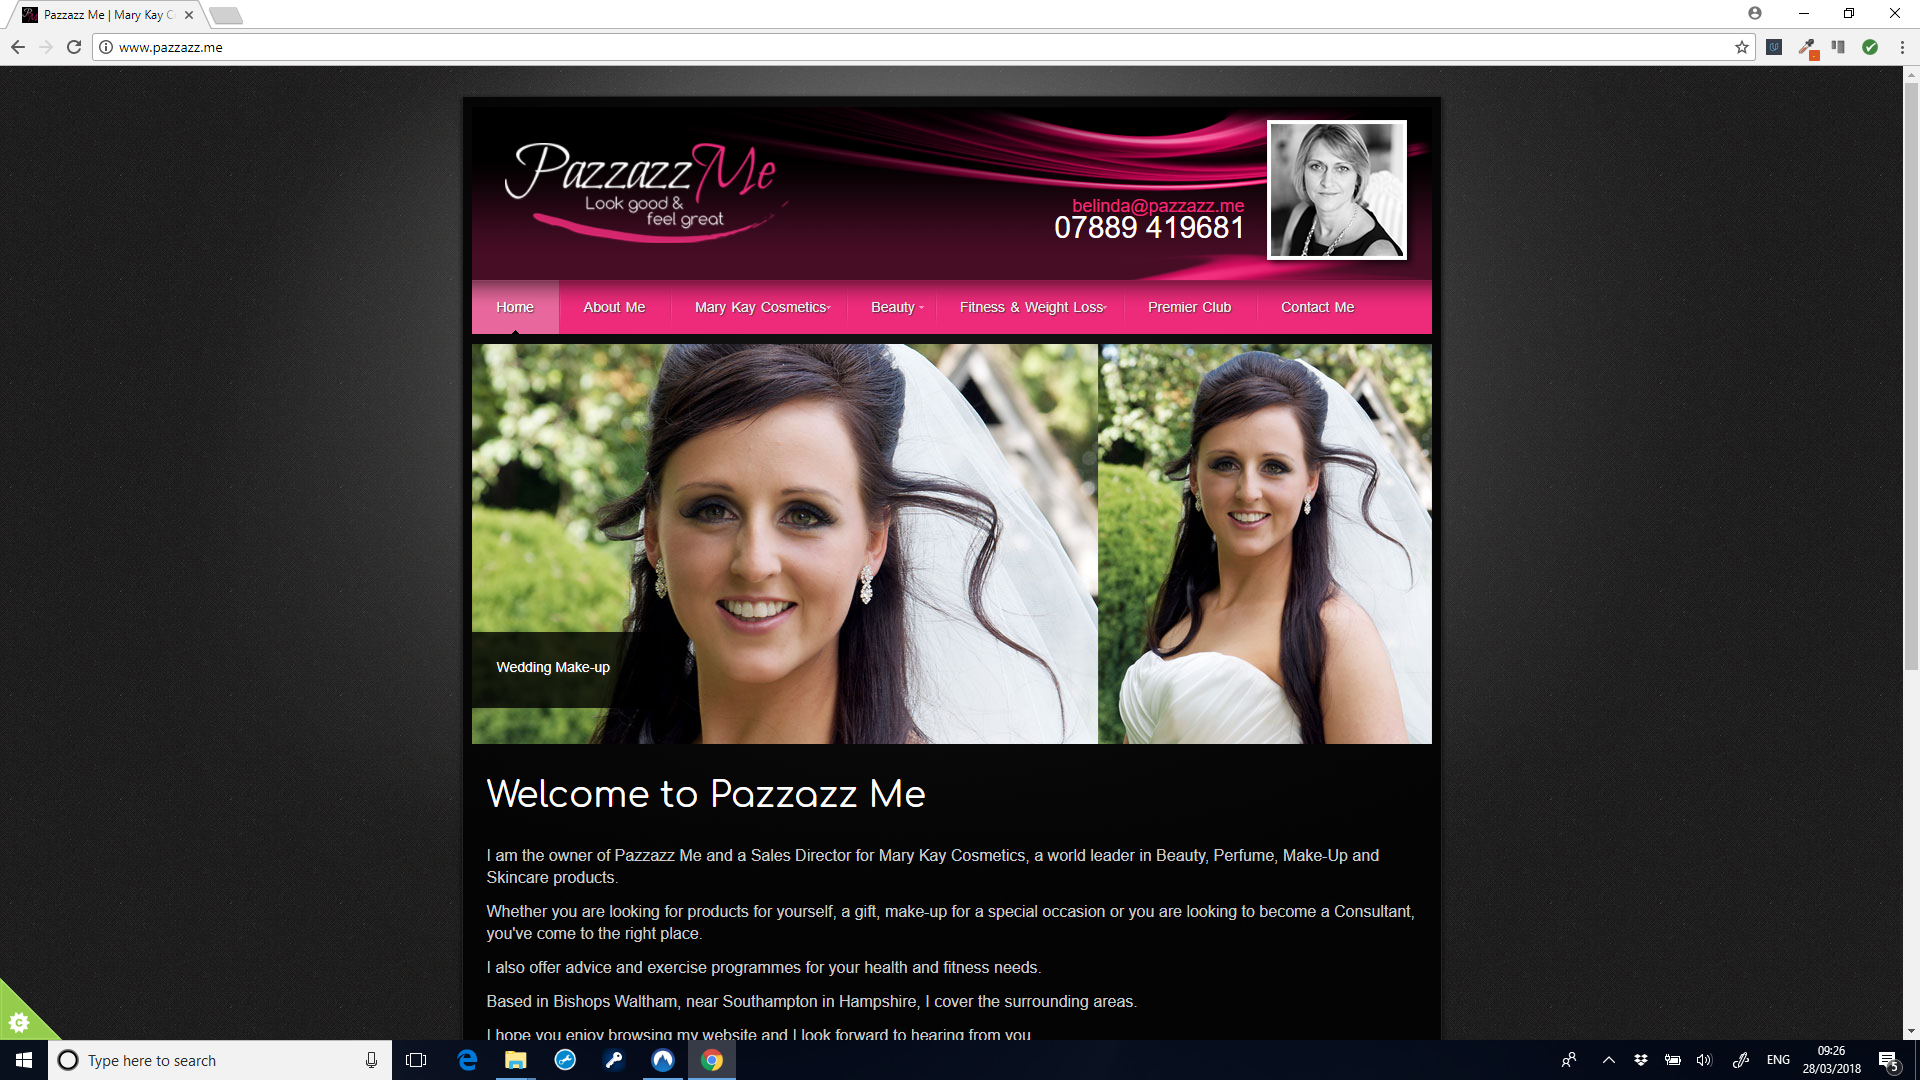 Pazzazz Me | Mary Kay C
www.pazzazz.me
Pazzazz Me
Look good &
feel great
belinda@pazzazz.me
07889 419681
Home About Me Mary Kay Cosmetics Beauty Fitness & Weight Loss Premier Club Contact Me
Wedding Make-up
Welcome to Pazzazz Me
I am the owner of Pazzazz Me and a Sales Director for Mary Kay Cosmetics, a world leader in Beauty, Perfume, Make-Up and
Skincare products.
Whether you are looking for products for yourself, a gift, make-up for a special occasion or you are looking to become a Consultant,
you've come to the right place.
I also offer advice and exercise programmes for your health and fitness needs.
Based in Bishops Waltham, near Southampton in Hampshire, I cover the surrounding areas.
I hope you enjoy browsing my website and I look forward to hearing from you
Type here to search
ENG
09:26
28/03/2018
5